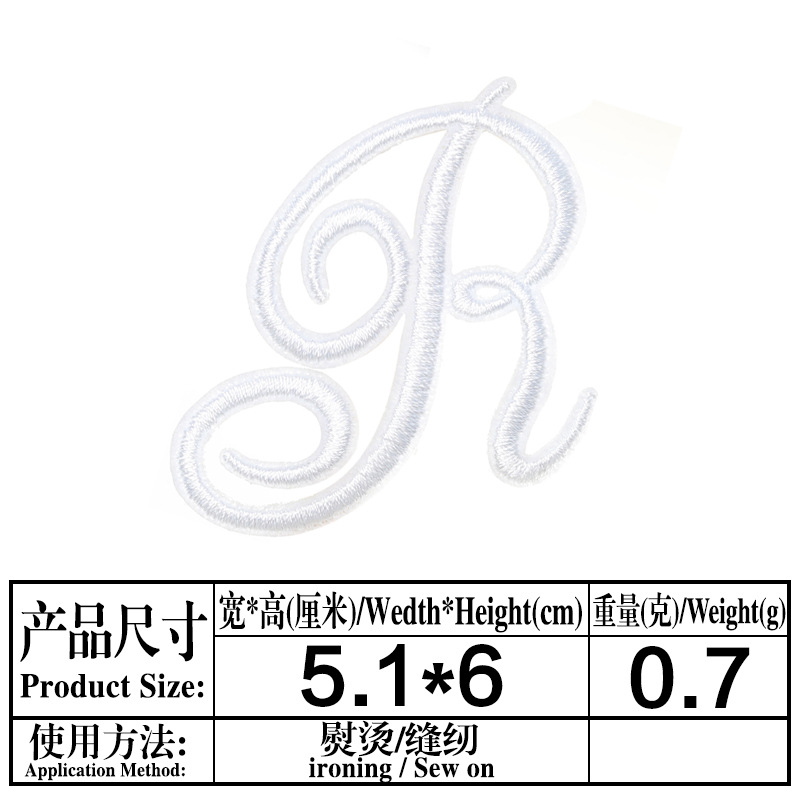 R
产品尺寸
Product Size:
宽*高(厘米)/Wedth*Height(cm)
重量(克)/Weight(g)
5.1*6
0.7
使用方法:
Application Method:
熨烫/缝纫
ironing / Sew on